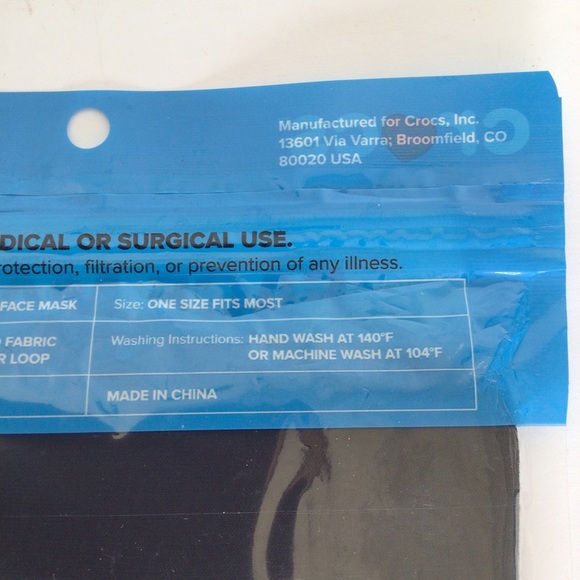 Manufactured for Crocs, Inc.
13601 Via Varra; Broomfield, CO
80020 USA
DICAL OR SURGICAL USE.
rotection, filtration, or prevention of any illness.
FACE MASK
Size: ONE SIZE FITS MOST
FABRIC
R LOOP
Washing Instructions: HAND WASH AT 140°F
OR MACHINE WASH AT 104°F
MADE IN CHINA